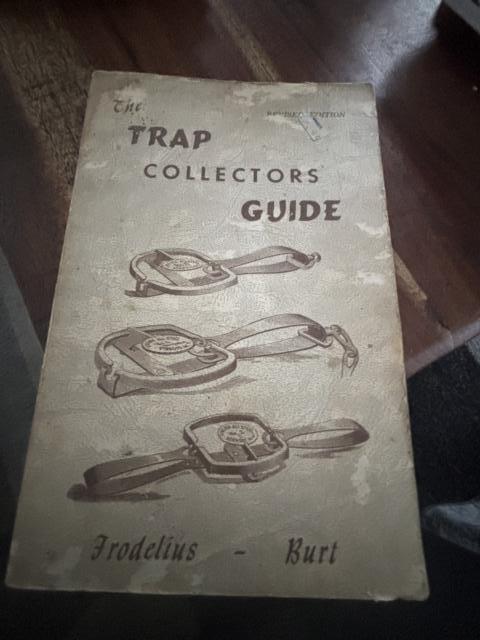 The
REVISED EDITION
TRAP
COLLECTORS
GUIDE
Frodelius - Burt